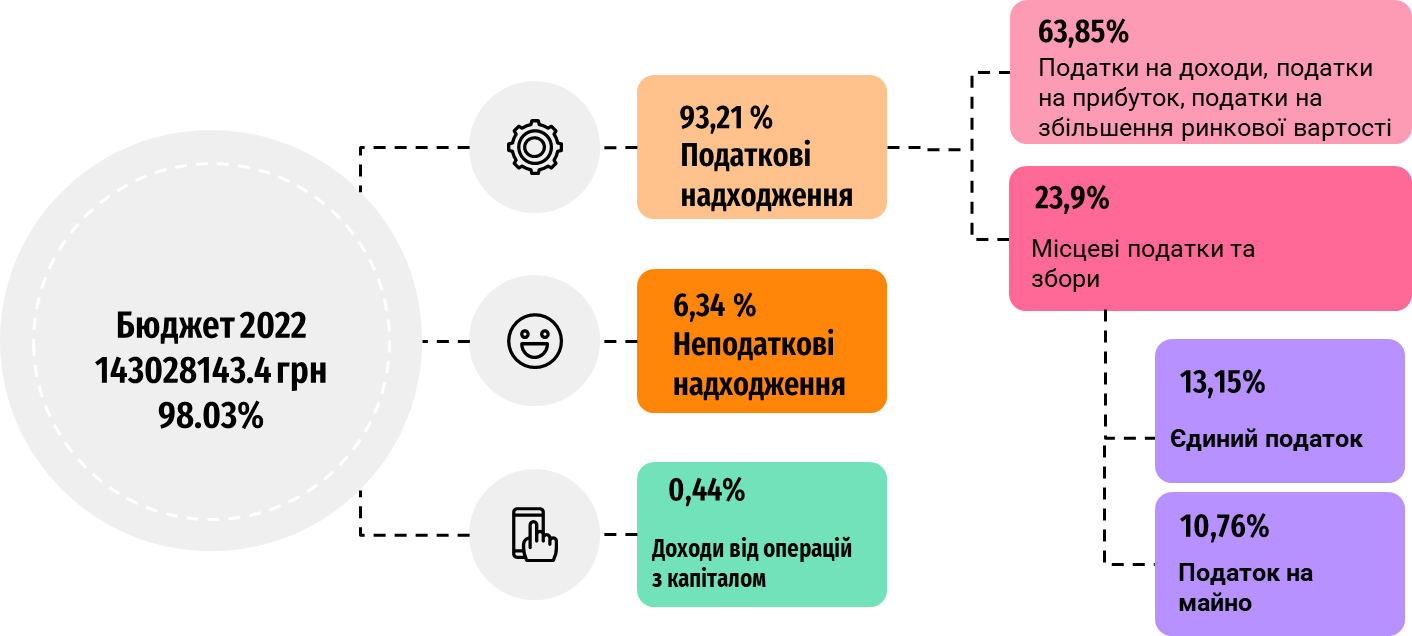 Бюджет 2022
143028143.4 грн
98.03%
93,21 %
Податкові
надходження
6,34 %
Неподаткові
надходження
0,44%
Доходи від операцій
з капіталом
63,85%
Податки на доходи, податки
на прибуток, податки на
збільшення ринкової вартості
23,9%
Місцеві податки та
збори
13,15%
Єдиний податок
10,76%
Податок на
майно